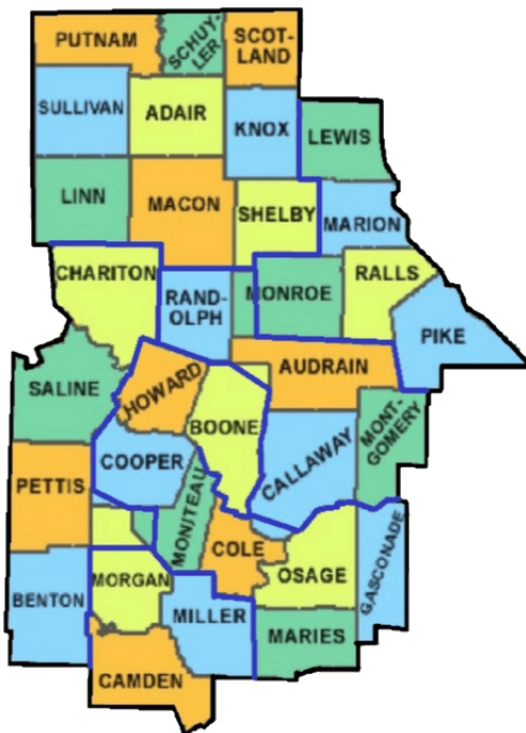 PUTNAM
SCHUY-
LER
SCOT-
LAND
SULLIVAN
ADAIR
KNOX
LEWIS
LINN
MACON
SHELBY
MARION
CHARITON
RAND-
OLPH
MONROE
RALLS
PIKE
SALINE
HOWARD
AUDRAIN
BOONE
CALLAWAY
MONT-
GOMERY
COOPER
PETTIS
MONITEAU
COLE
OSAGE
GASCONADE
BENTON
MORGAN
MILLER
MARIES
CAMDEN